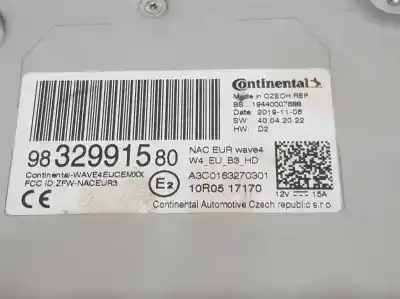 Continental
Made in CZECH REP.
BS...19440007688
Date: 2019-11-06
SW: 40.04.20.22
HW: D2
98 329915 80
NAC EUR wave4
W4_EU_B3_HD
Continental-WAVE4EUCEMXX
FCC ID:ZFW-NACEUR3
A3C0163270301
CE E2 10R05 17170
12V 15A
Continental Automotive Czech republic s.r.o.